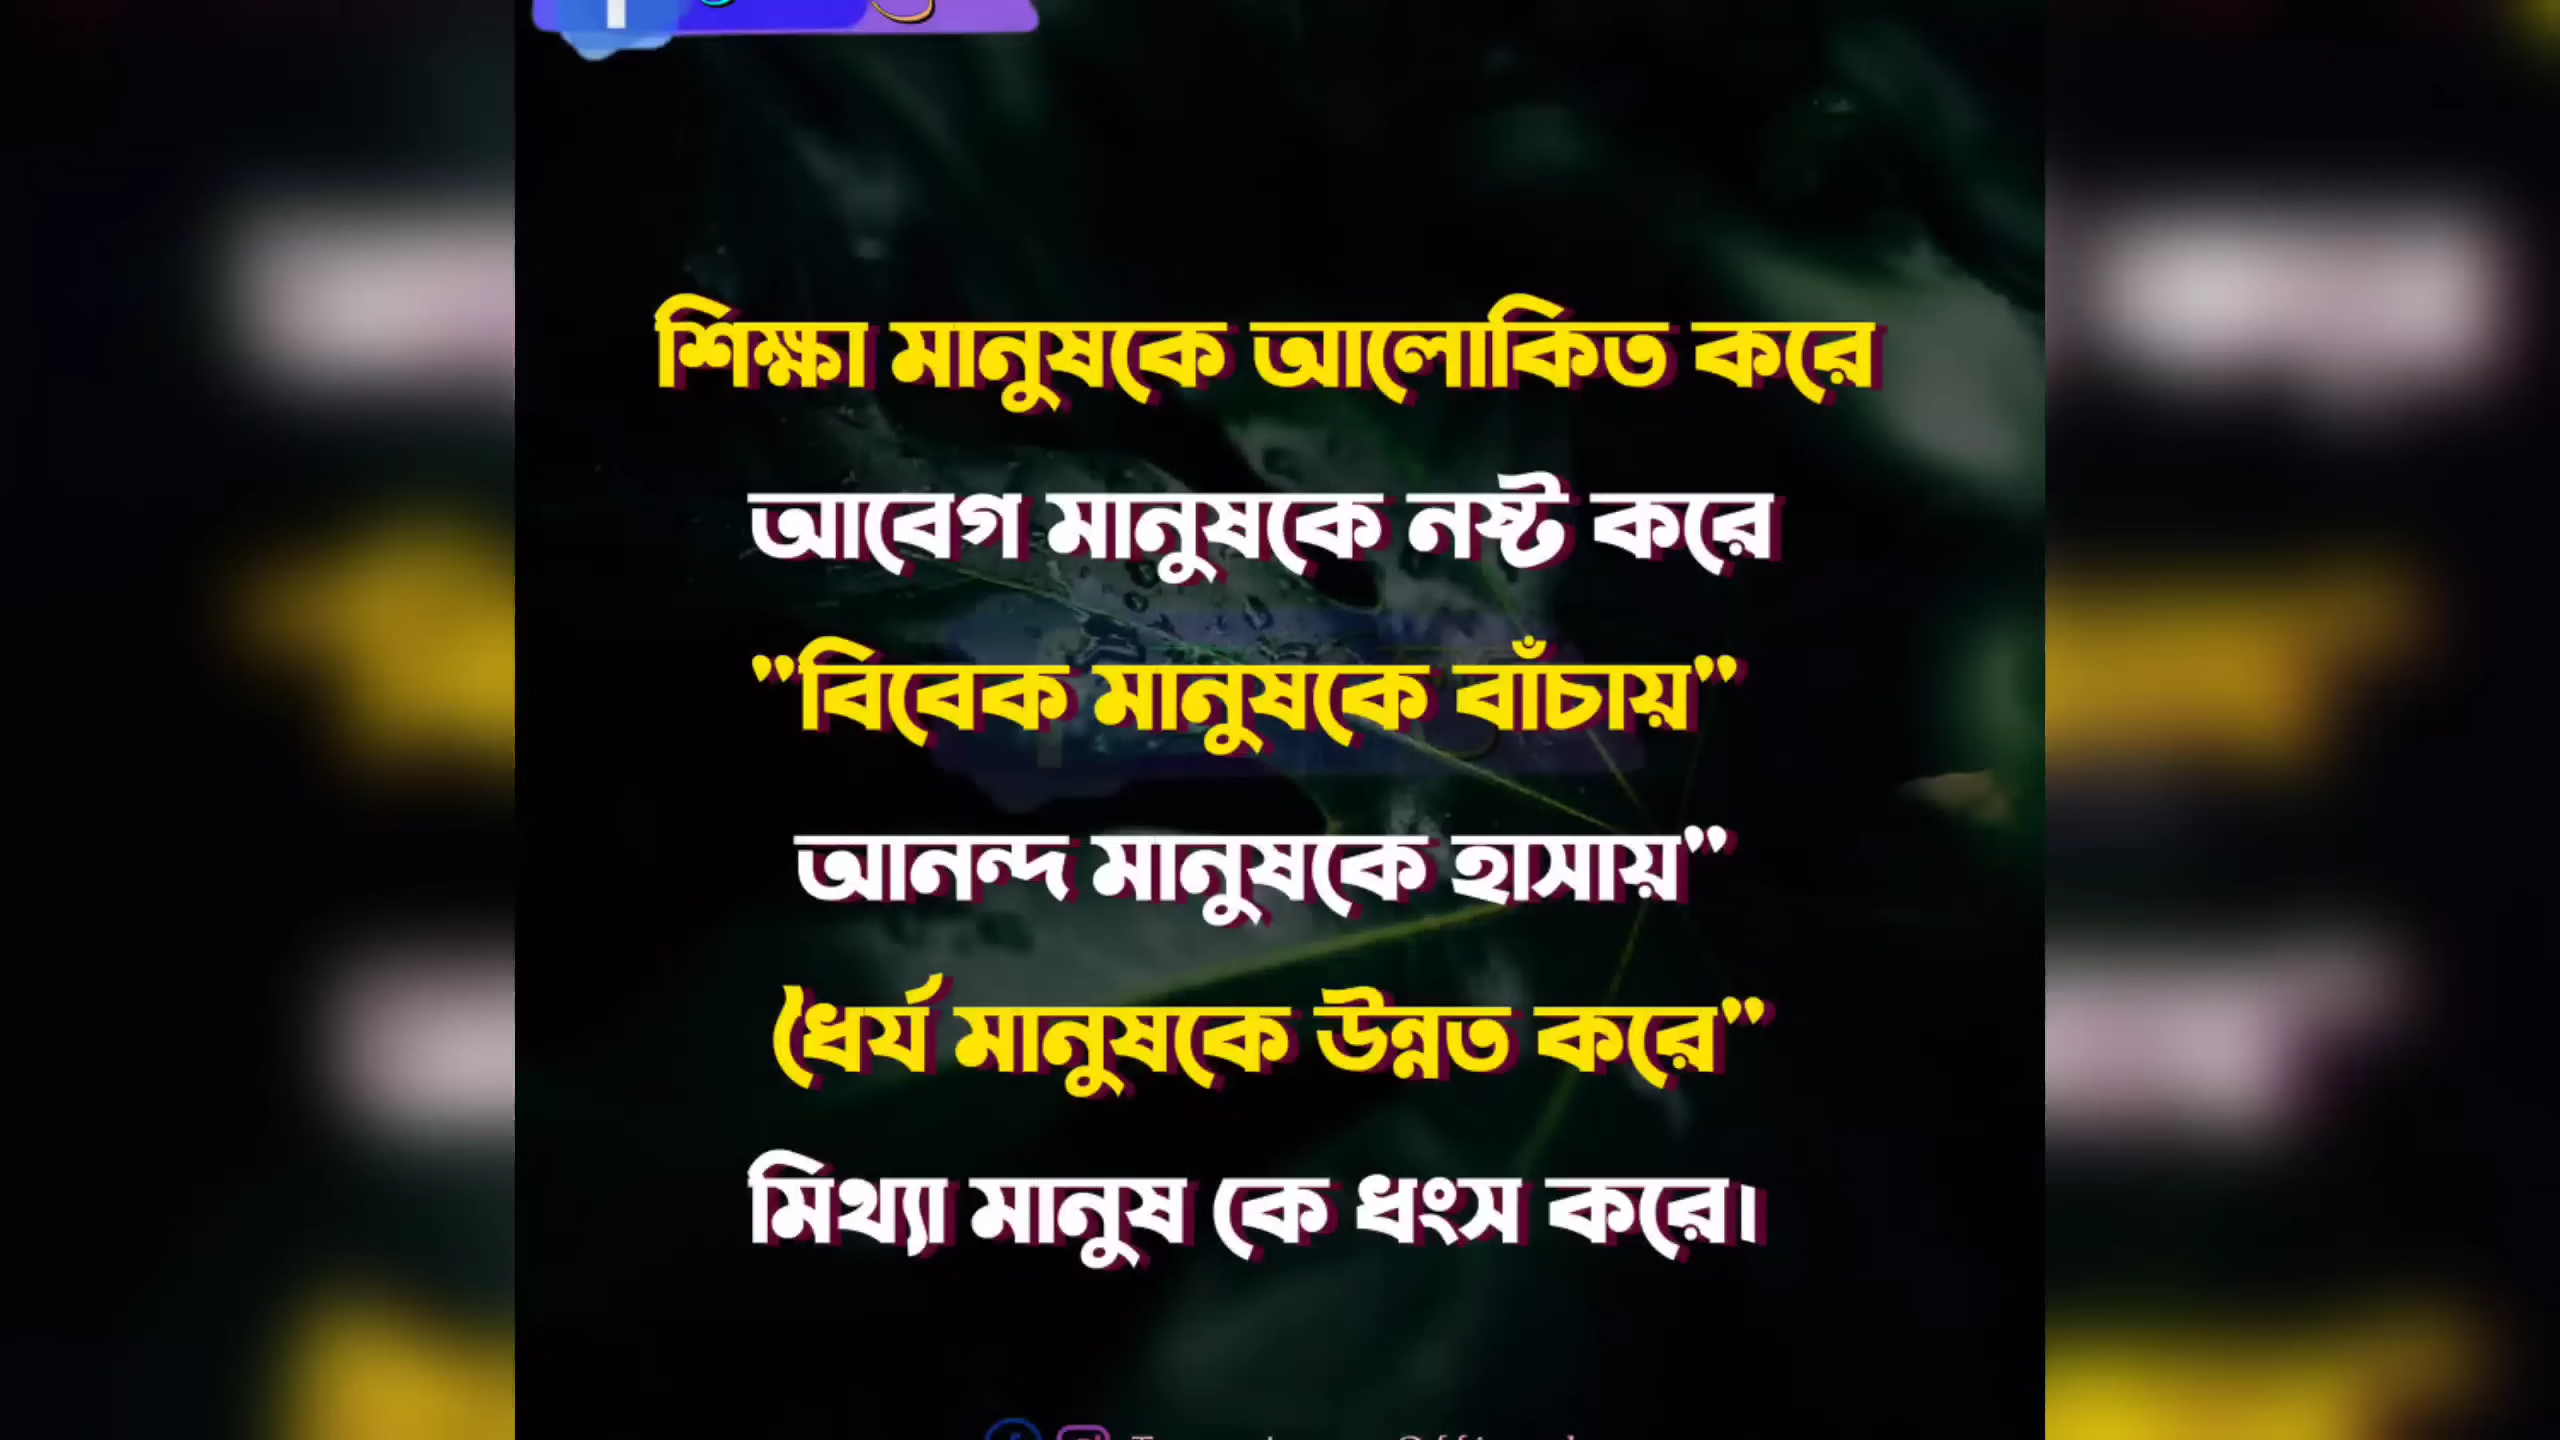 শিক্ষা মানুষকে আলোকিত করে
আবেগ মানুষকে নষ্ট করে
"বিবেক মানুষকে বাঁচায়"
আনন্দ মানুষকে হাসায়"
ধৈর্য মানুষকে উন্নত করে"
মিথ্যা মানুষ কে ধংস করে।